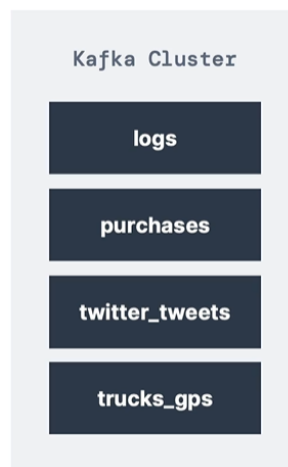 Kafka Cluster
logs
purchases
twitter_tweets
trucks_gps